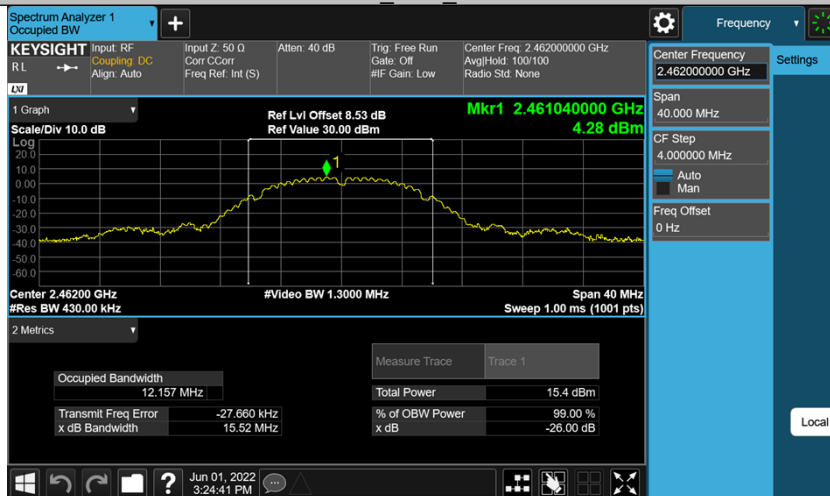 Spectrum Analyzer 1
Occupied BW
Frequency
KEYSIGHT
RL
LXI
Input: RF
Coupling: DC
Align: Auto
Input Z: 50 Ω
Corr CCorr
Freq Ref: Int (S)
Atten: 40 dB
Trig: Free Run
Gate: Off
#IF Gain: Low
Center Freq: 2.462000000 GHz
Avg|Hold: 100/100
Radio Std: None
Center Frequency
2.462000000 GHz
Settings
Span
40.000 MHz
CF Step
4.000000 MHz
Auto
Man
Freq Offset
0 Hz
1 Graph
Scale/Div 10.0 dB
Ref Lvl Offset 8.53 dB
Ref Value 30.00 dBm
Mkr1 2.461040000 GHz
4.28 dBm
Log
20.0
10.0
0.00
-10.0
-20.0
-30.0
-40.0
-50.0
-60.0
1
Center 2.46200 GHz
#Res BW 430.00 kHz
#Video BW 1.3000 MHz
Span 40 MHz
Sweep 1.00 ms (1001 pts)
2 Metrics
Measure Trace
Trace 1
Occupied Bandwidth
12.157 MHz
Total Power
15.4 dBm
Transmit Freq Error
-27.660 kHz
% of OBW Power
99.00 %
x dB Bandwidth
15.52 MHz
x dB
-26.00 dB
Local
Jun 01, 2022
3:24:41 PM